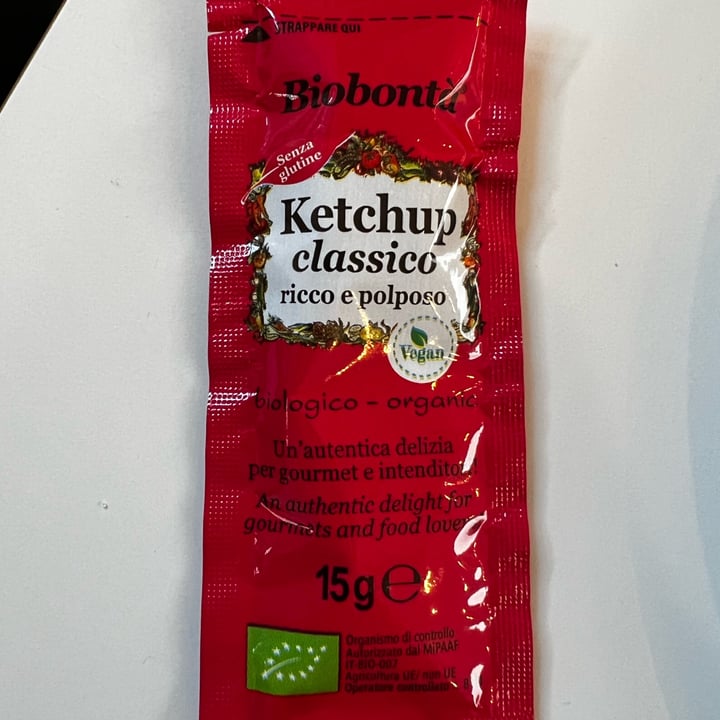 STRAPPARE QUI
Biobontà
Senza
glutine
Ketchup
classico
ricco e polposo
Vegan
biologico - organic
Un'autentica delizia
per gourmet e intenditori
An authentic delight for
gourmets and food lovers
15g ℮
Organismo di controllo
Autorizzato dal MiPAAF
IT-BIO-007
Agricoltura UE/ non UE
Operatore controllato